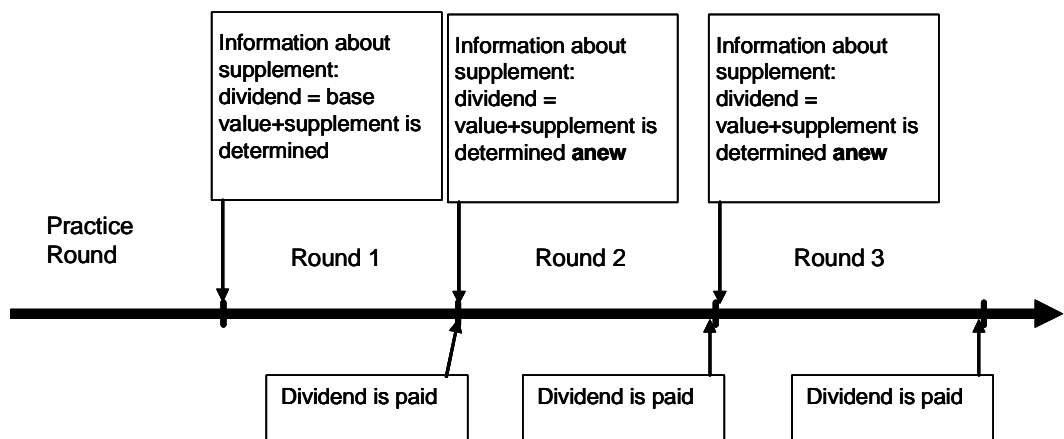 Information about
supplement:
dividend = base
value+supplement is
determined
Information about
supplement:
dividend =
value+supplement is
determined anew
Information about
supplement:
dividend =
value+supplement is
determined anew
Practice
Round
Round 1
Round 2
Round 3
Dividend is paid
Dividend is paid
Dividend is paid